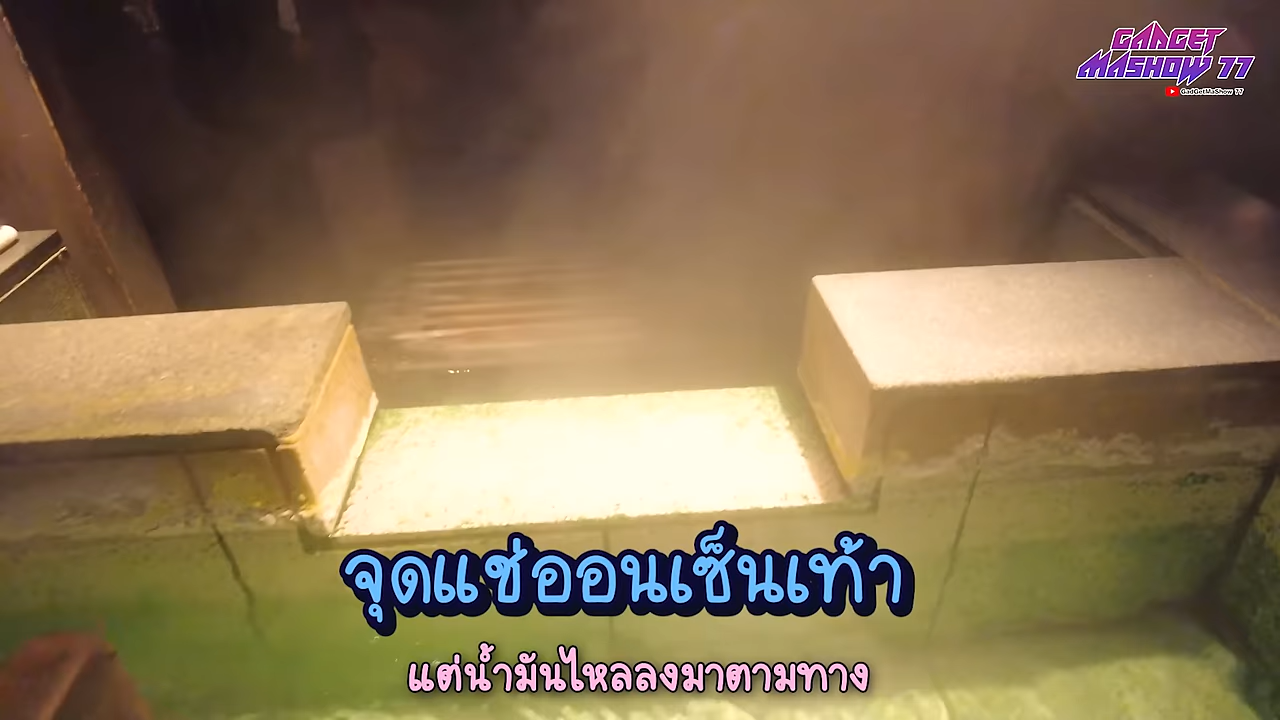 GADGET
MASHOW 77
GadGetMaShow 77
จุดแช่ออนเซ็นเท้า
แต่น้ำมันไหลลงมาตามทาง